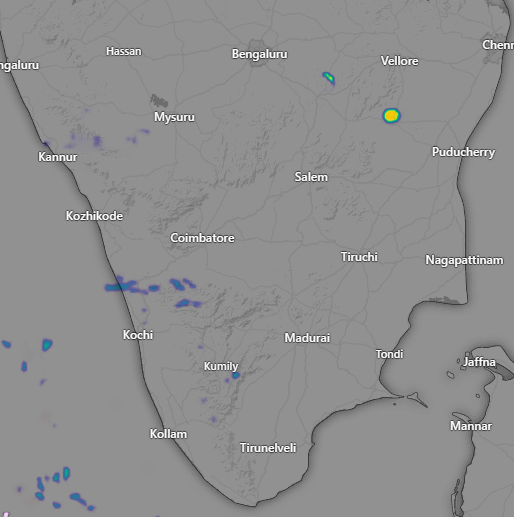 Hassan
Bengaluru
Chenn
ngaluru
Vellore
Mysuru
Kannur
Puducherry
Salem
Kozhikode
Coimbatore
Tiruchi
Nagapattinam
Kochi
Madurai
Tondi
Jaffna
Kumily
Mannar
Kollam
Tirunelveli